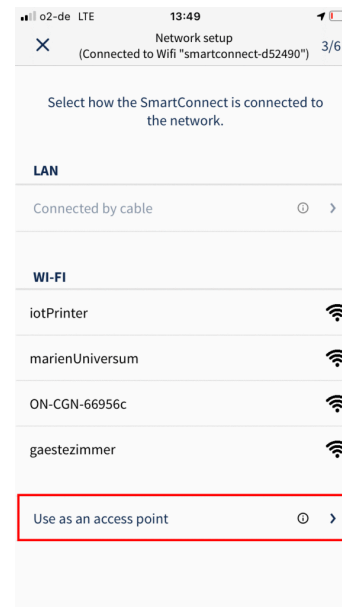 o2-de LTE 13:49
Network setup
(Connected to Wifi "smartconnect-d52490")
3/6
Select how the SmartConnect is connected to
the network.
LAN
Connected by cable
WI-FI
iotPrinter
marienUniversum
ON-CGN-66956c
gaestezimmer
Use as an access point